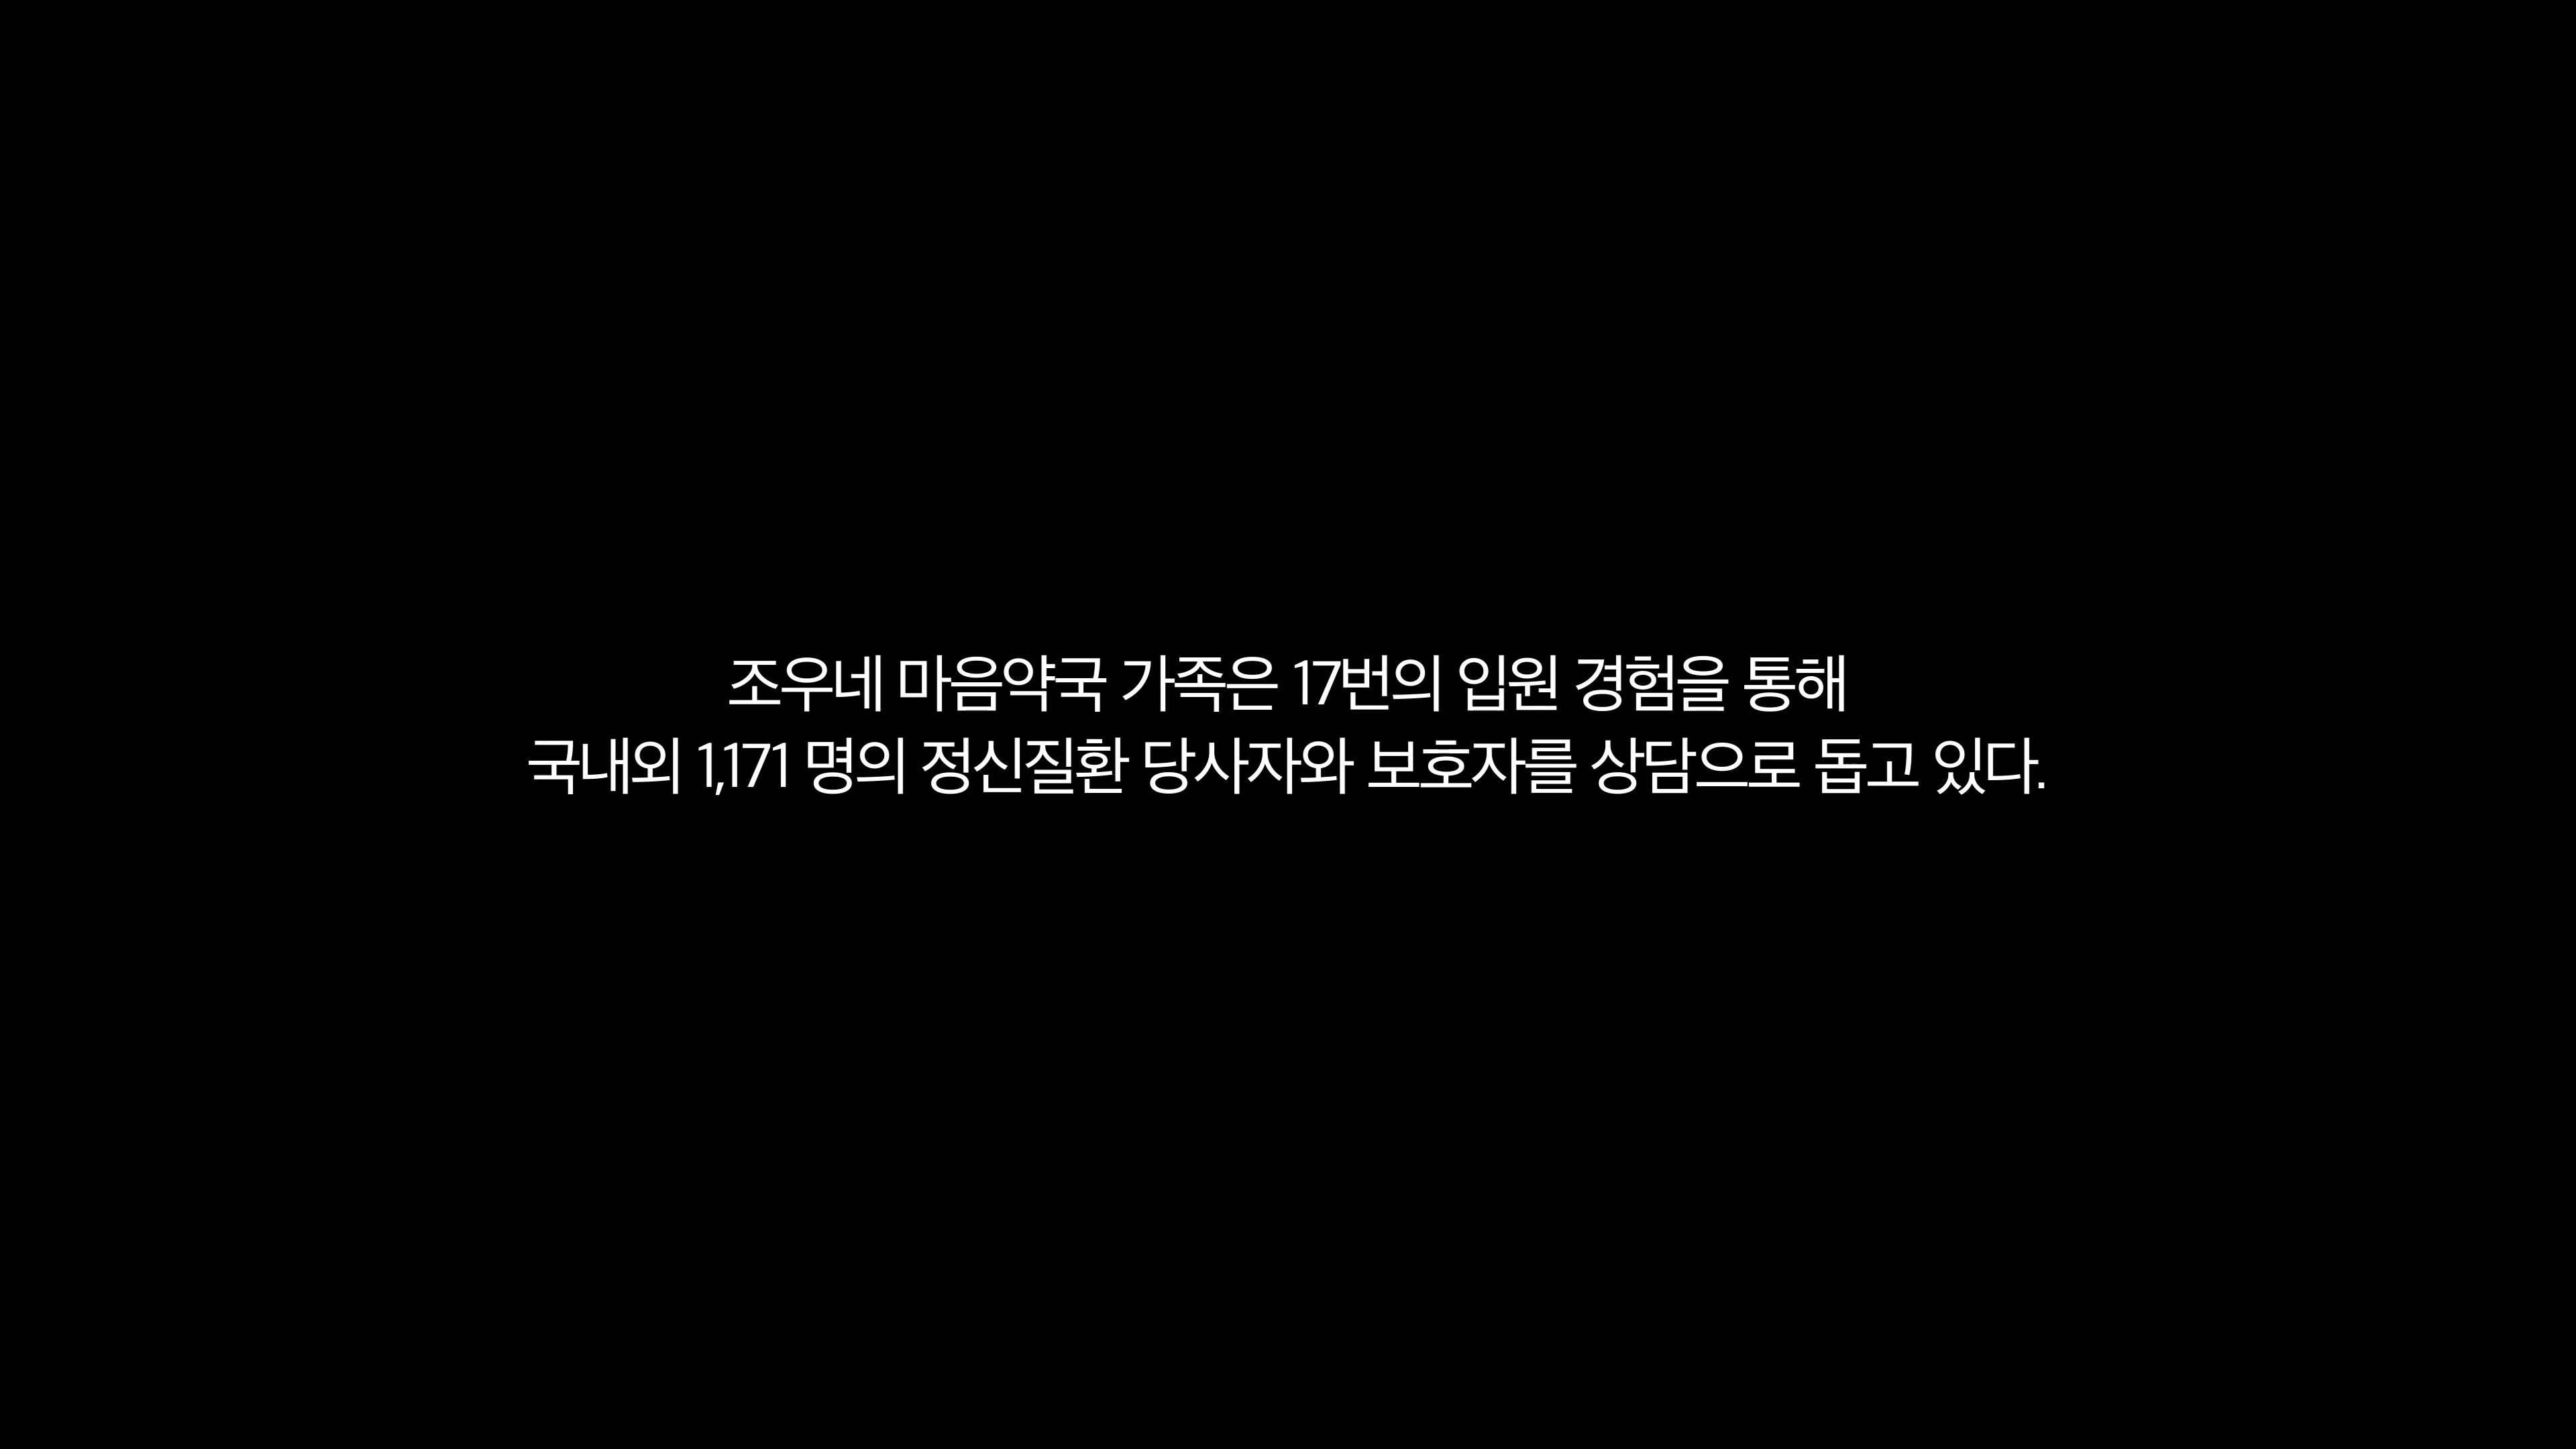 조우네 마음약국 가족은 17번의 입원 경험을 통해
국내외 1,171 명의 정신질환 당사자와 보호자를 상담으로 돕고 있다.